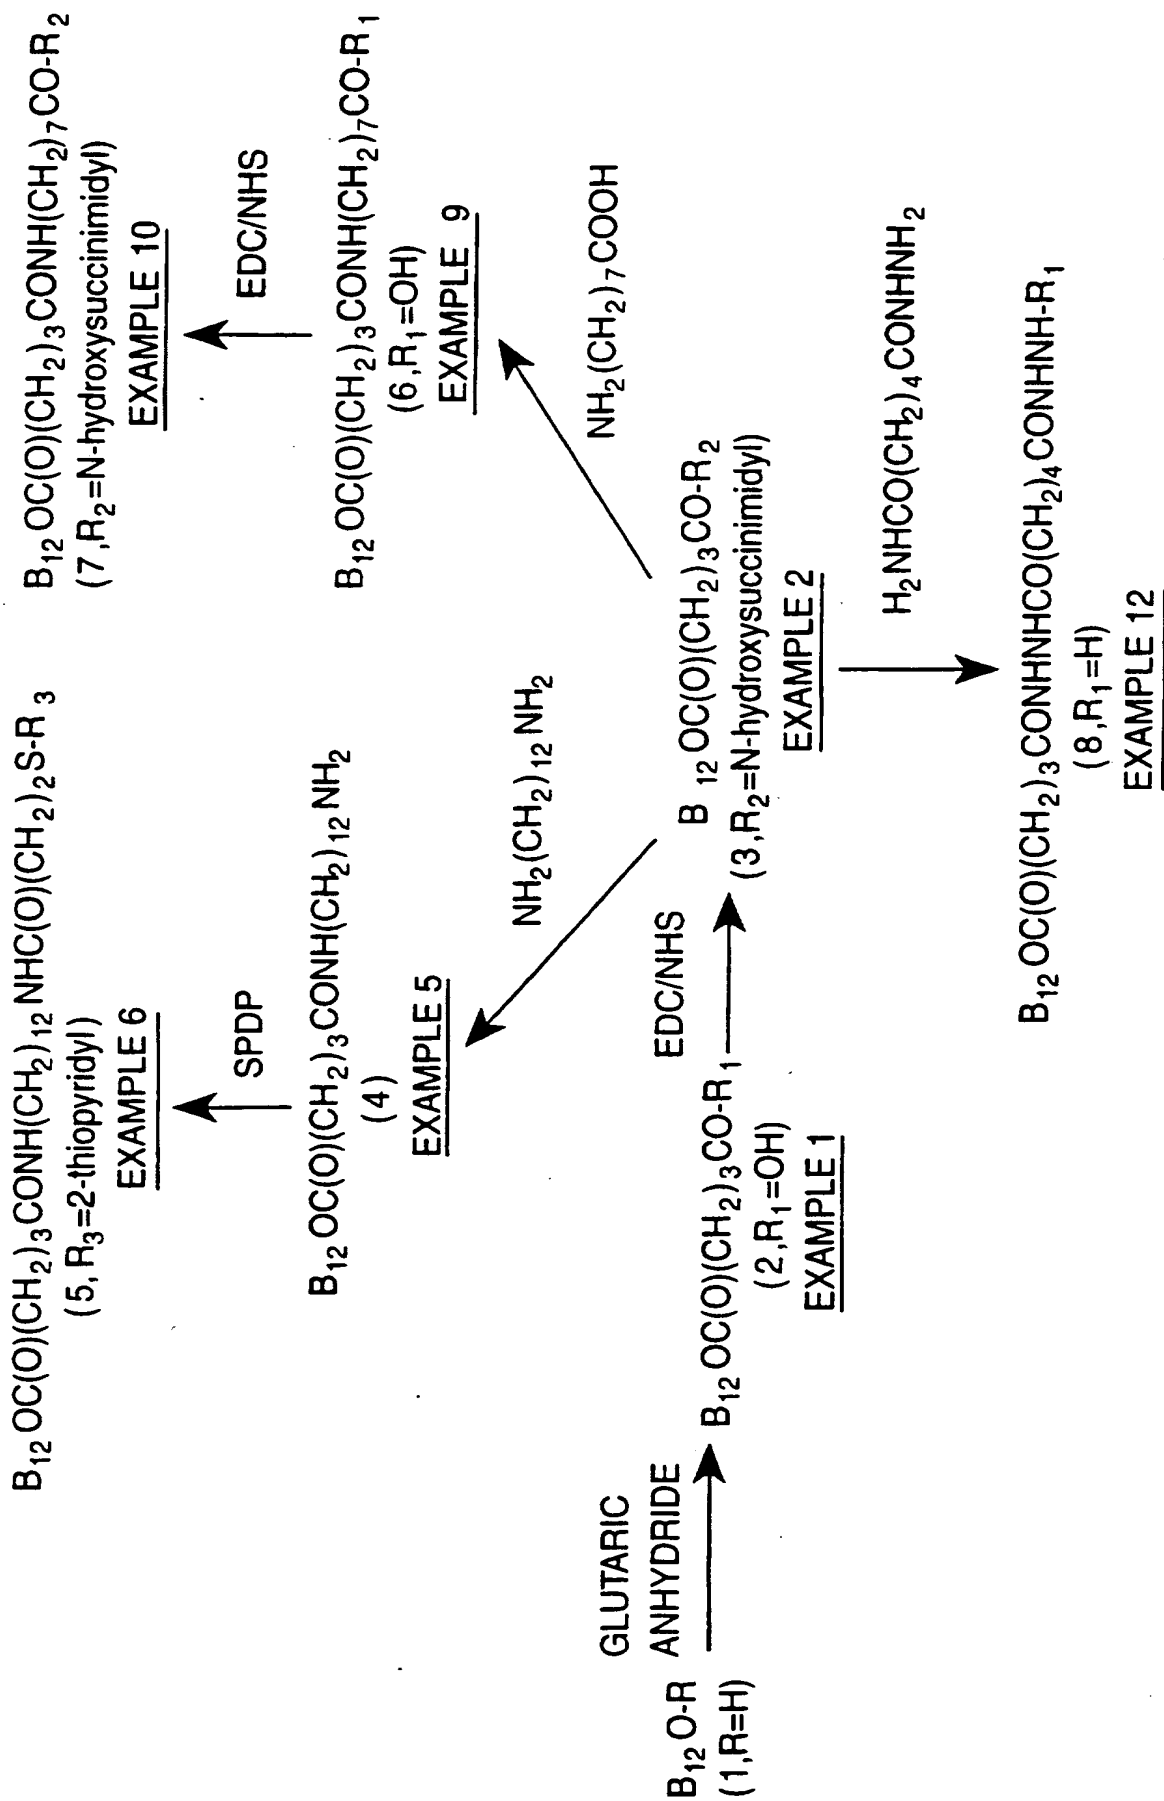 B12OC(O)(CH2)3CONH(CH2)12NHC(O)(CH2)2S-R3
(5,R3=2-thiopyridyl)
EXAMPLE 6
SPDP
B12OC(O)(CH2)3CONH(CH2)12NH2
(4)
EXAMPLE 5
NH2(CH2)12NH2
B12OC(O)(CH2)3CONH(CH2)7CO-R2
(7,R2=N-hydroxysuccinimidyl)
EXAMPLE 10
EDC/NHS
B12OC(O)(CH2)3CONH(CH2)7CO-R1
(6,R1=OH)
EXAMPLE 9
NH2(CH2)7COOH
B12O-R
(1,R=H)
GLUTARIC
ANHYDRIDE
B12OC(O)(CH2)3CO-R1
(2,R1=OH)
EXAMPLE 1
EDC/NHS
B12OC(O)(CH2)3CO-R2
(3,R2=N-hydroxysuccinimidyl)
EXAMPLE 2
H2NHCO(CH2)4CONHNH2
B12OC(O)(CH2)3CONHNHCO(CH2)4CONHNH-R1
(8,R1=H)
EXAMPLE 12